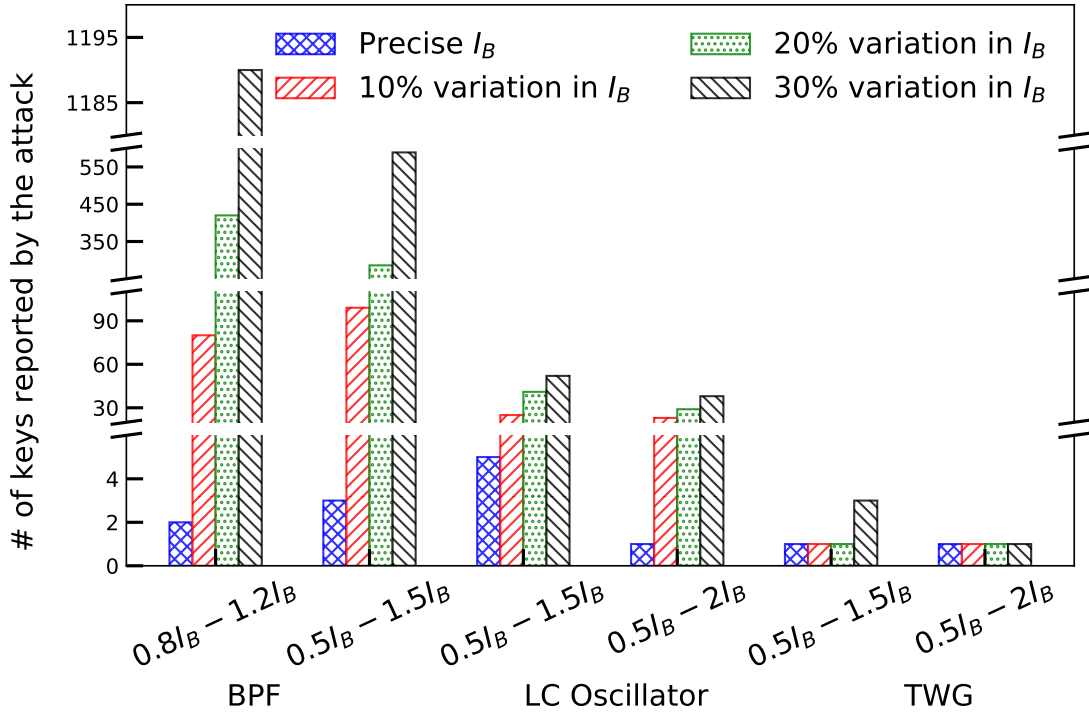 # of keys reported by the attack
1195
1185
550
450
350
90
60
30
4
2
0
Precise I_B
10% variation in I_B
20% variation in I_B
30% variation in I_B
0.8I_B − 1.2I_B
0.5I_B − 1.5I_B
0.5I_B − 1.5I_B
0.5I_B − 2I_B
0.5I_B − 1.5I_B
0.5I_B − 2I_B
BPF
LC Oscillator
TWG